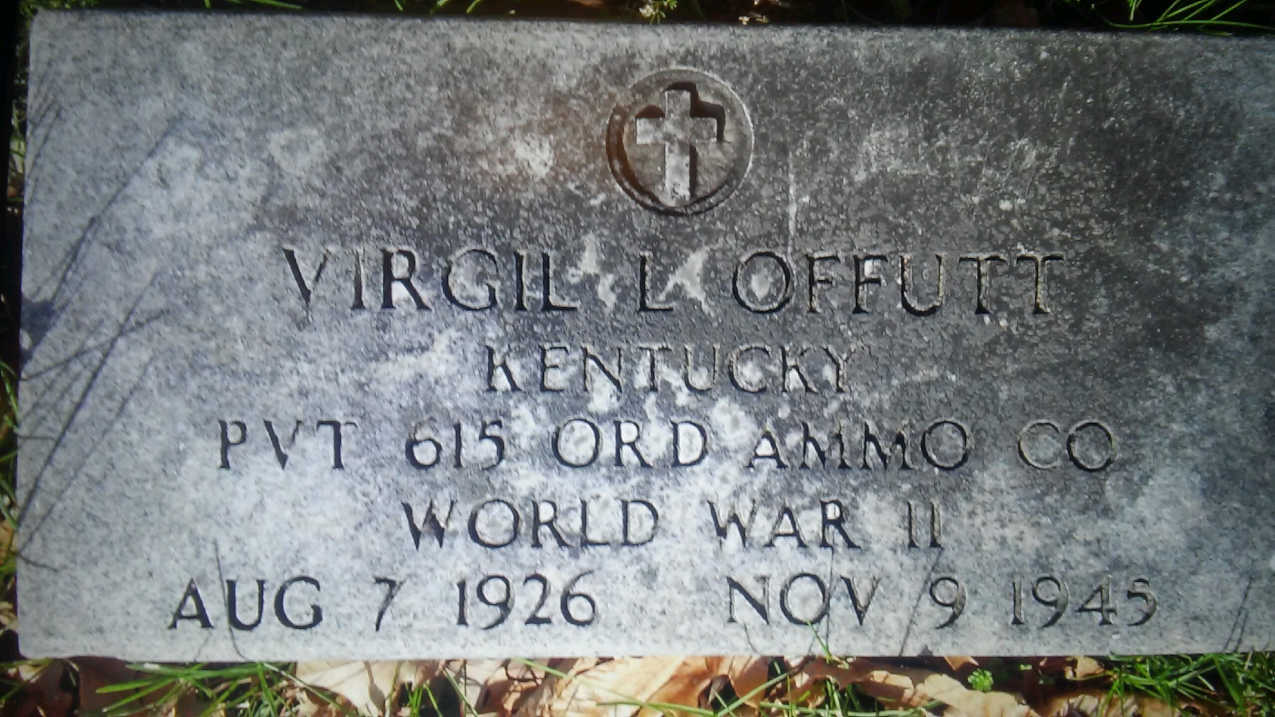 VIRGIL L OFFUTT
KENTUCKY
PVT 615 ORD AMMO CO
WORLD WAR II
AUG 7 1926 NOV 9 1945